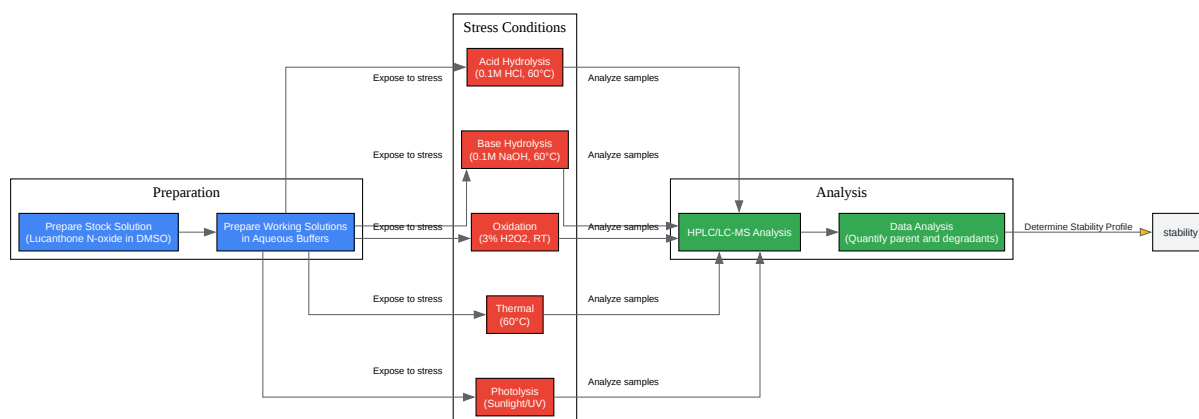 Stress Conditions
Acid Hydrolysis
(0.1M HCl, 60°C)
Expose to stress
Analyze samples
Base Hydrolysis
(0.1M NaOH, 60°C)
Expose to stress
Analyze samples
Preparation
Analysis
Prepare Stock Solution
(Lucanthone N-oxide in DMSO)
Prepare Working Solutions
in Aqueous Buffers
Expose to stress
Oxidation
(3% H2O2, RT)
Analyze samples
HPLC/LC-MS Analysis
Data Analysis
(Quantify parent and degradants)
Determine Stability Profile
stability
Expose to stress
Thermal
(60°C)
Analyze samples
Expose to stress
Photolysis
(Sunlight/UV)
Analyze samples